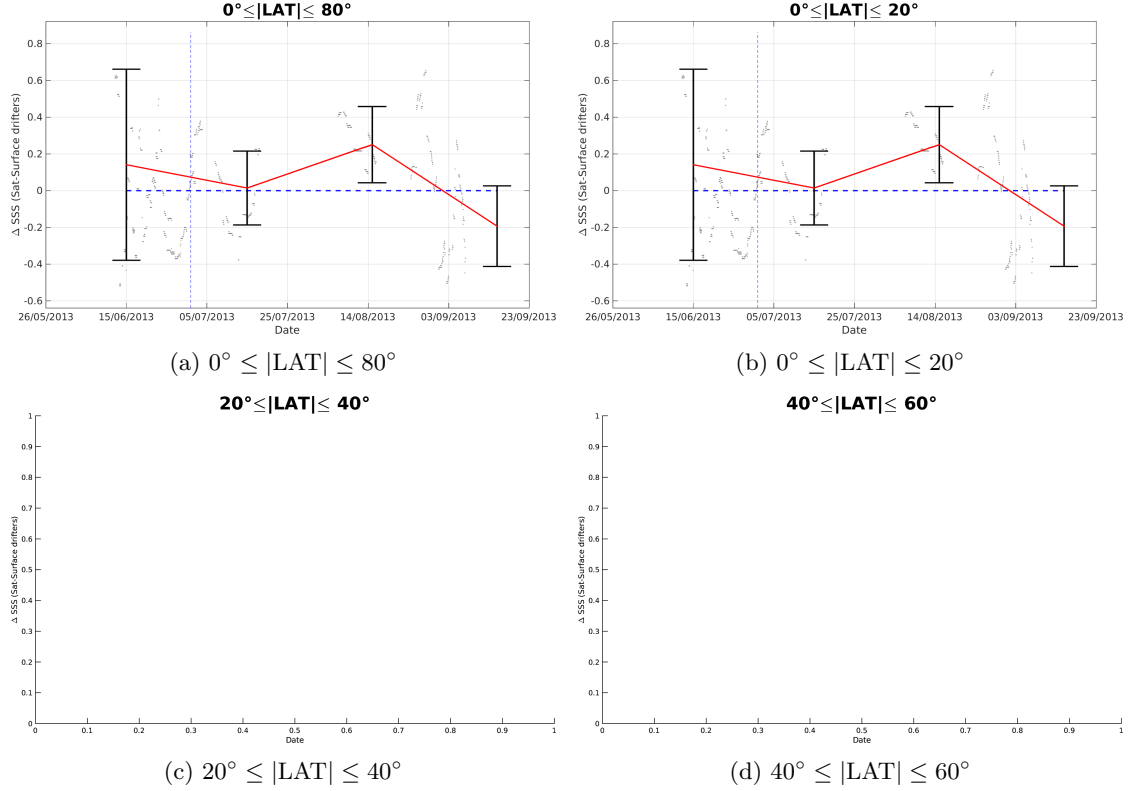 0°≤|LAT|≤ 80°
0.8
0.6
0.4
0.2
0
-0.2
-0.4
-0.6
Δ SSS (Sat-Surface drifters)
26/05/2013 15/06/2013 05/07/2013 25/07/2013 14/08/2013 03/09/2013 23/09/2013
Date
(a) 0° ≤ |LAT| ≤ 80°
0°≤|LAT|≤ 20°
0.8
0.6
0.4
0.2
0
-0.2
-0.4
-0.6
Δ SSS (Sat-Surface drifters)
26/05/2013 15/06/2013 05/07/2013 25/07/2013 14/08/2013 03/09/2013 23/09/2013
Date
(b) 0° ≤ |LAT| ≤ 20°
20°≤|LAT|≤ 40°
1
0.9
0.8
0.7
0.6
0.5
0.4
0.3
0.2
0.1
0
Δ SSS (Sat-Surface drifters)
0 0.1 0.2 0.3 0.4 0.5 0.6 0.7 0.8 0.9 1
Date
(c) 20° ≤ |LAT| ≤ 40°
40°≤|LAT|≤ 60°
1
0.9
0.8
0.7
0.6
0.5
0.4
0.3
0.2
0.1
0
Δ SSS (Sat-Surface drifters)
0 0.1 0.2 0.3 0.4 0.5 0.6 0.7 0.8 0.9 1
Date
(d) 40° ≤ |LAT| ≤ 60°